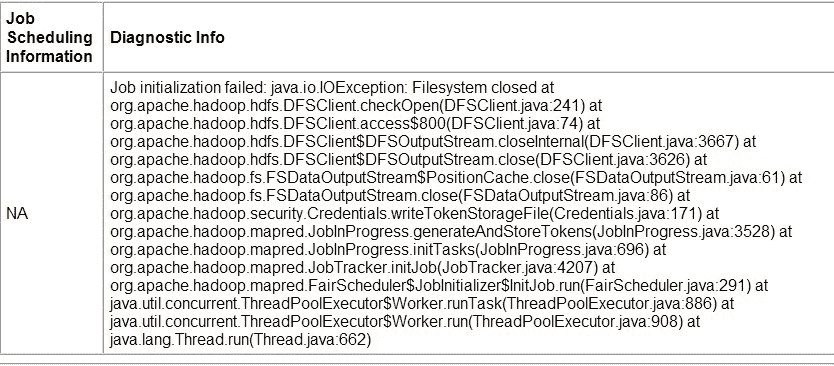 Job
Scheduling
Information
Diagnostic Info
NA
Job initialization failed: java.io.IOException: Filesystem closed at
org.apache.hadoop.hdfs.DFSClient.checkOpen(DFSClient.java:241) at
org.apache.hadoop.hdfs.DFSClient.access$800(DFSClient.java:74) at
org.apache.hadoop.hdfs.DFSClient$DFSOutputStream.closeInternal(DFSClient.java:3667) at
org.apache.hadoop.hdfs.DFSClient$DFSOutputStream.close(DFSClient.java:3626) at
org.apache.hadoop.fs.FSDataOutputStream$PositionCache.close(FSDataOutputStream.java:61) at
org.apache.hadoop.fs.FSDataOutputStream.close(FSDataOutputStream.java:86) at
org.apache.hadoop.security.Credentials.writeTokenStorageFile(Credentials.java:171) at
org.apache.hadoop.mapred.JobInProgress.generateAndStoreTokens(JobInProgress.java:3528) at
org.apache.hadoop.mapred.JobInProgress.initTasks(JobInProgress.java:696) at
org.apache.hadoop.mapred.JobTracker.initJob(JobTracker.java:4207) at
org.apache.hadoop.mapred.FairScheduler$JobInitializer$InitJob.run(FairScheduler.java:291) at
java.util.concurrent.ThreadPoolExecutor$Worker.runTask(ThreadPoolExecutor.java:886) at
java.util.concurrent.ThreadPoolExecutor$Worker.run(ThreadPoolExecutor.java:908) at
java.lang.Thread.run(Thread.java:662)